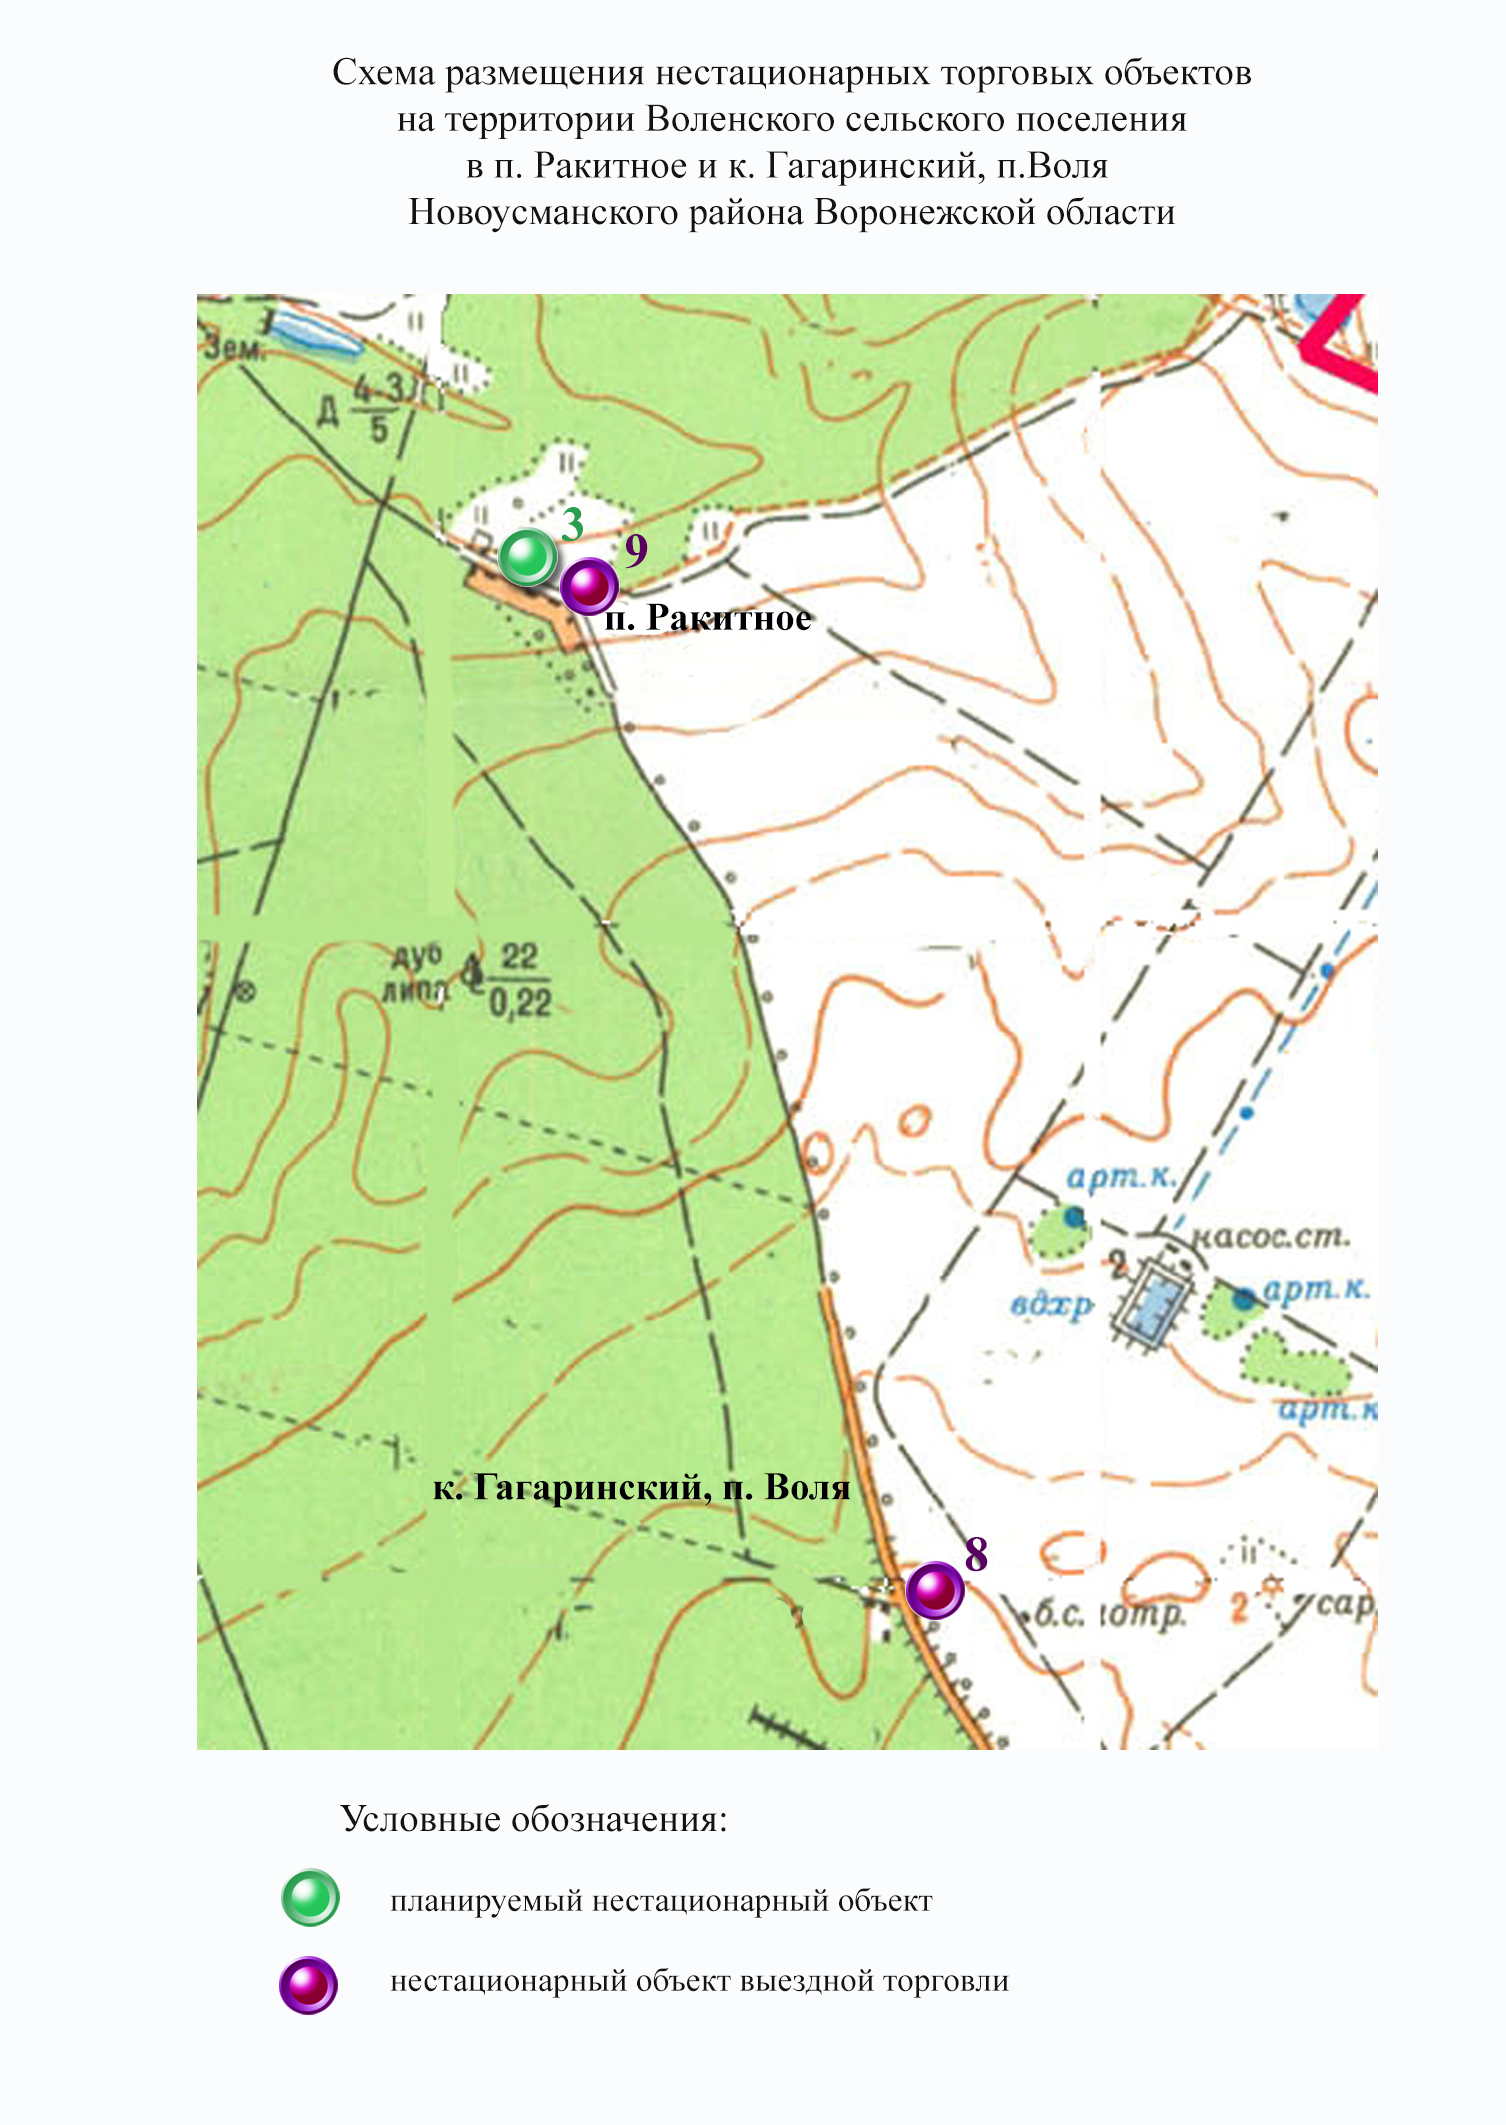 Схема размещения нестационарных торговых объектов
на территории Воленского сельского поселения
в п. Ракитное и к. Гагаринский, п.Воля
Новоусманского района Воронежской области
Зем.
Д 4-3
5
3
9
п. Ракитное
дуб
липа
22
0,22
арт.к.
насос.ст.
2
вдхр
арт.к.
арт.к
к. Гагаринский, п. Воля
8
б.с.
отр.
2
сар.
Условные обозначения:
планируемый нестационарный объект
нестационарный объект выездной торговли